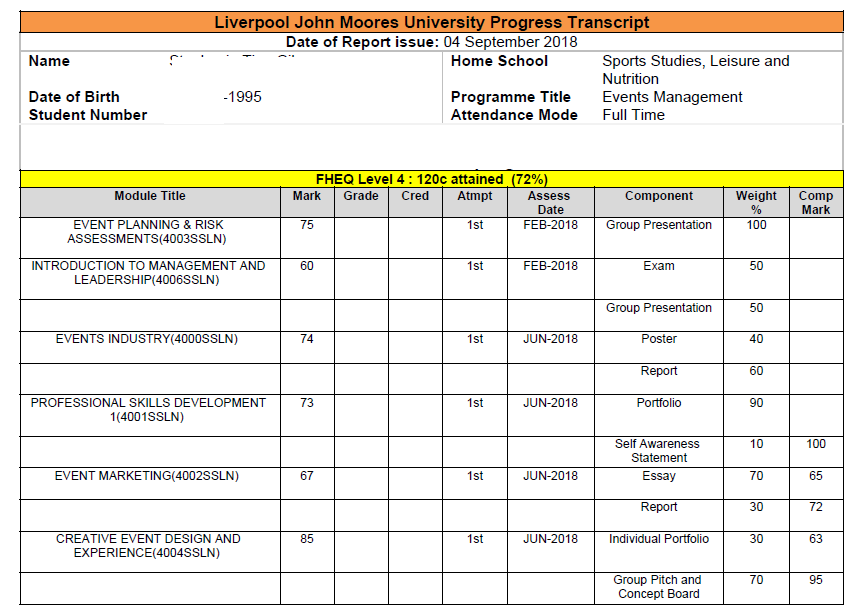 Liverpool John Moores University Progress Transcript
Date of Report issue: 04 September 2018
Name Home School Sports Studies, Leisure and
Nutrition
Date of Birth -1995 Programme Title Events Management
Student Number Attendance Mode Full Time
FHEQ Level 4 : 120c attained (72%)
Module Title Mark Grade Cred Atmpt Assess Component Weight Comp
Date % Mark
EVENT PLANNING & RISK 75 1st FEB-2018 Group Presentation 100
ASSESSMENTS(4003SSLN)
INTRODUCTION TO MANAGEMENT AND 60 1st FEB-2018 Exam 50
LEADERSHIP(4006SSLN)
Group Presentation 50
EVENTS INDUSTRY(4000SSLN) 74 1st JUN-2018 Poster 40
Report 60
PROFESSIONAL SKILLS DEVELOPMENT 73 1st JUN-2018 Portfolio 90
1(4001SSLN)
Self Awareness 10 100
Statement
EVENT MARKETING(4002SSLN) 67 1st JUN-2018 Essay 70 65
Report 30 72
CREATIVE EVENT DESIGN AND 85 1st JUN-2018 Individual Portfolio 30 63
EXPERIENCE(4004SSLN)
Group Pitch and 70 95
Concept Board